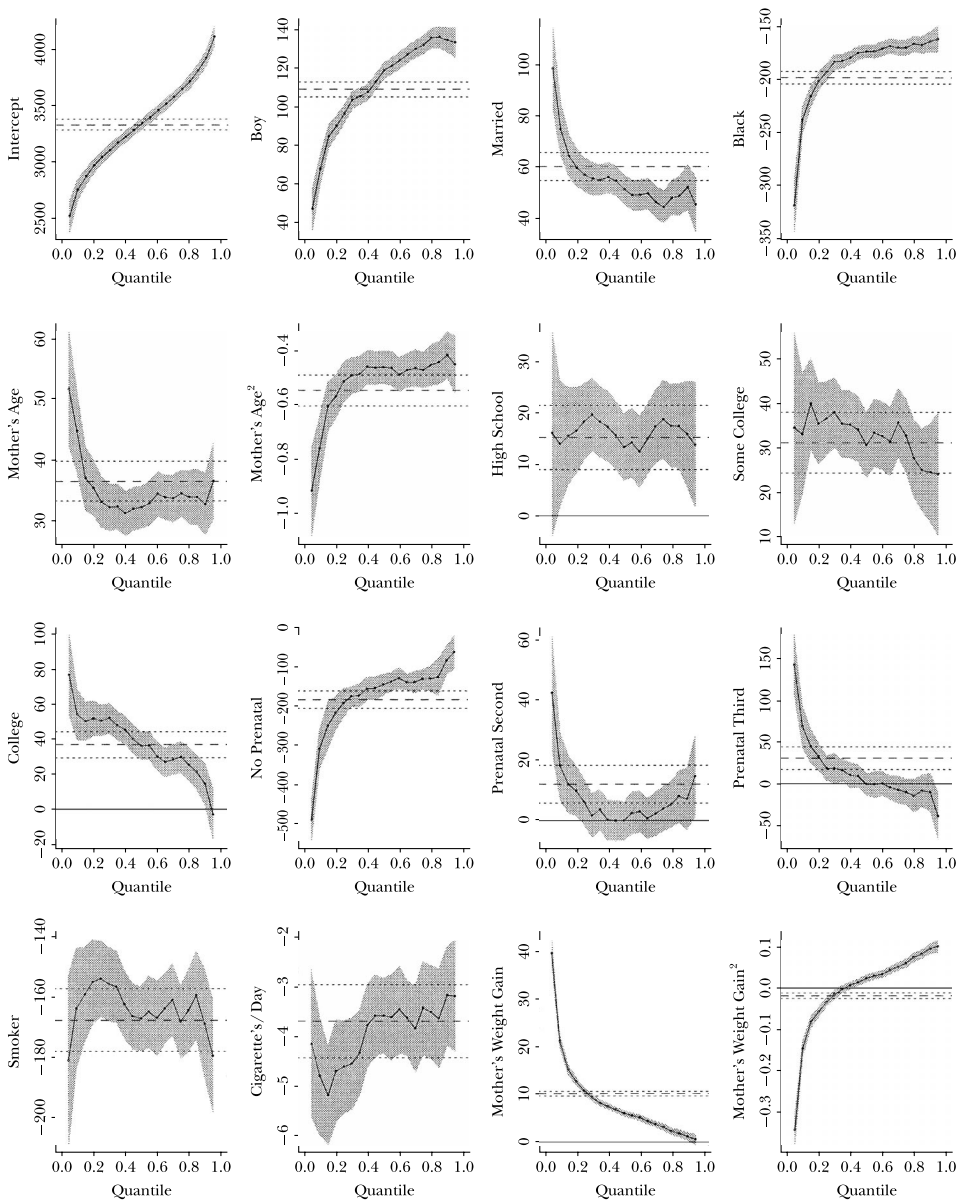 Intercept
2500 3000 3500 4000
0.0 0.2 0.4 0.6 0.8 1.0
Quantile
Boy
40 60 80 100 120 140
0.0 0.2 0.4 0.6 0.8 1.0
Quantile
Married
40 60 80 100
0.0 0.2 0.4 0.6 0.8 1.0
Quantile
Black
−350 −300 −250 −200 −150
0.0 0.2 0.4 0.6 0.8 1.0
Quantile
Mother's Age
30 40 50 60
0.0 0.2 0.4 0.6 0.8 1.0
Quantile
Mother's Age²
−1.0 −0.8 −0.6 −0.4
0.0 0.2 0.4 0.6 0.8 1.0
Quantile
High School
0 10 20 30
0.0 0.2 0.4 0.6 0.8 1.0
Quantile
Some College
10 20 30 40 50
0.0 0.2 0.4 0.6 0.8 1.0
Quantile
College
−20 0 20 40 60 80 100
0.0 0.2 0.4 0.6 0.8 1.0
Quantile
No Prenatal
−500 −400 −300 −200 −100 0
0.0 0.2 0.4 0.6 0.8 1.0
Quantile
Prenatal Second
0 20 40 60
0.0 0.2 0.4 0.6 0.8 1.0
Quantile
Prenatal Third
−50 0 50 100 150
0.0 0.2 0.4 0.6 0.8 1.0
Quantile
Smoker
−200 −180 −160 −140
0.0 0.2 0.4 0.6 0.8 1.0
Quantile
Cigarette's/Day
−6 −5 −4 −3 −2
0.0 0.2 0.4 0.6 0.8 1.0
Quantile
Mother's Weight Gain
0 10 20 30 40
0.0 0.2 0.4 0.6 0.8 1.0
Quantile
Mother's Weight Gain²
−0.3 −0.2 −0.1 0.0 0.1
0.0 0.2 0.4 0.6 0.8 1.0
Quantile